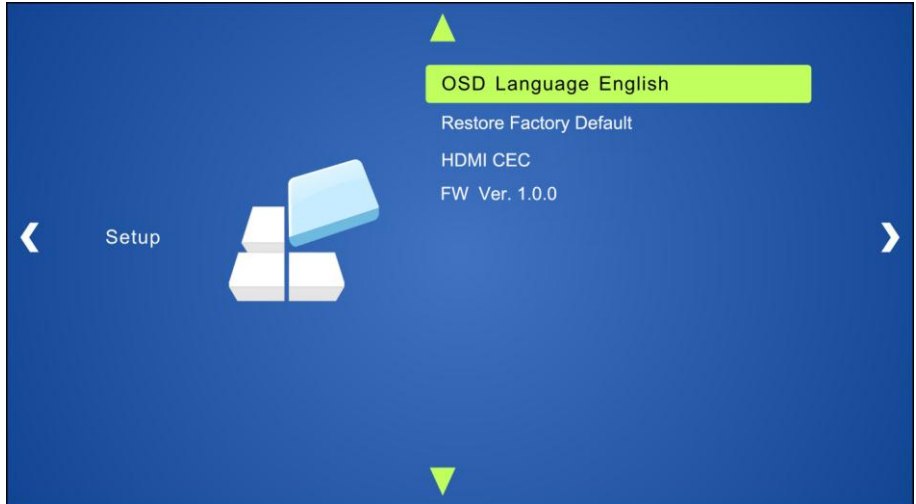 OSD Language English
Restore Factory Default
HDMI CEC
FW Ver. 1.0.0
Setup